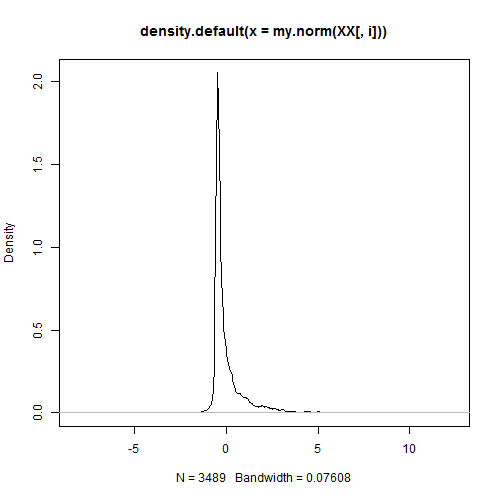 density.default(x = my.norm(XX[, i]))
Density
2.0
1.5
1.0
0.5
0.0
-5 0 5 10
N = 3489 Bandwidth = 0.07608